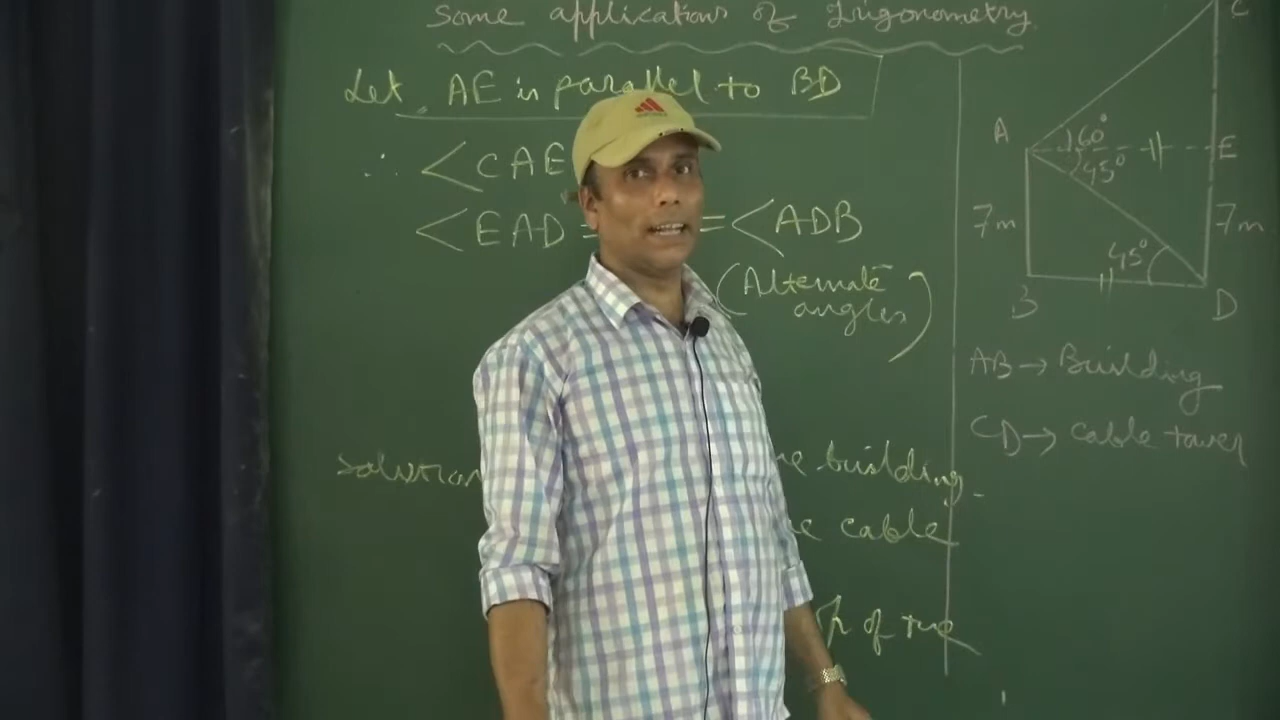 Some applications of Trigonometry
Let, AE is parallel to BD
∴ <CAE
<EAD = = <ADB
(Alternate
angles)
Solution
building.
cable
of the
C
A
60°
E
45°
7m
7m
45°
B
D
AB → Building
CD → Cable tower